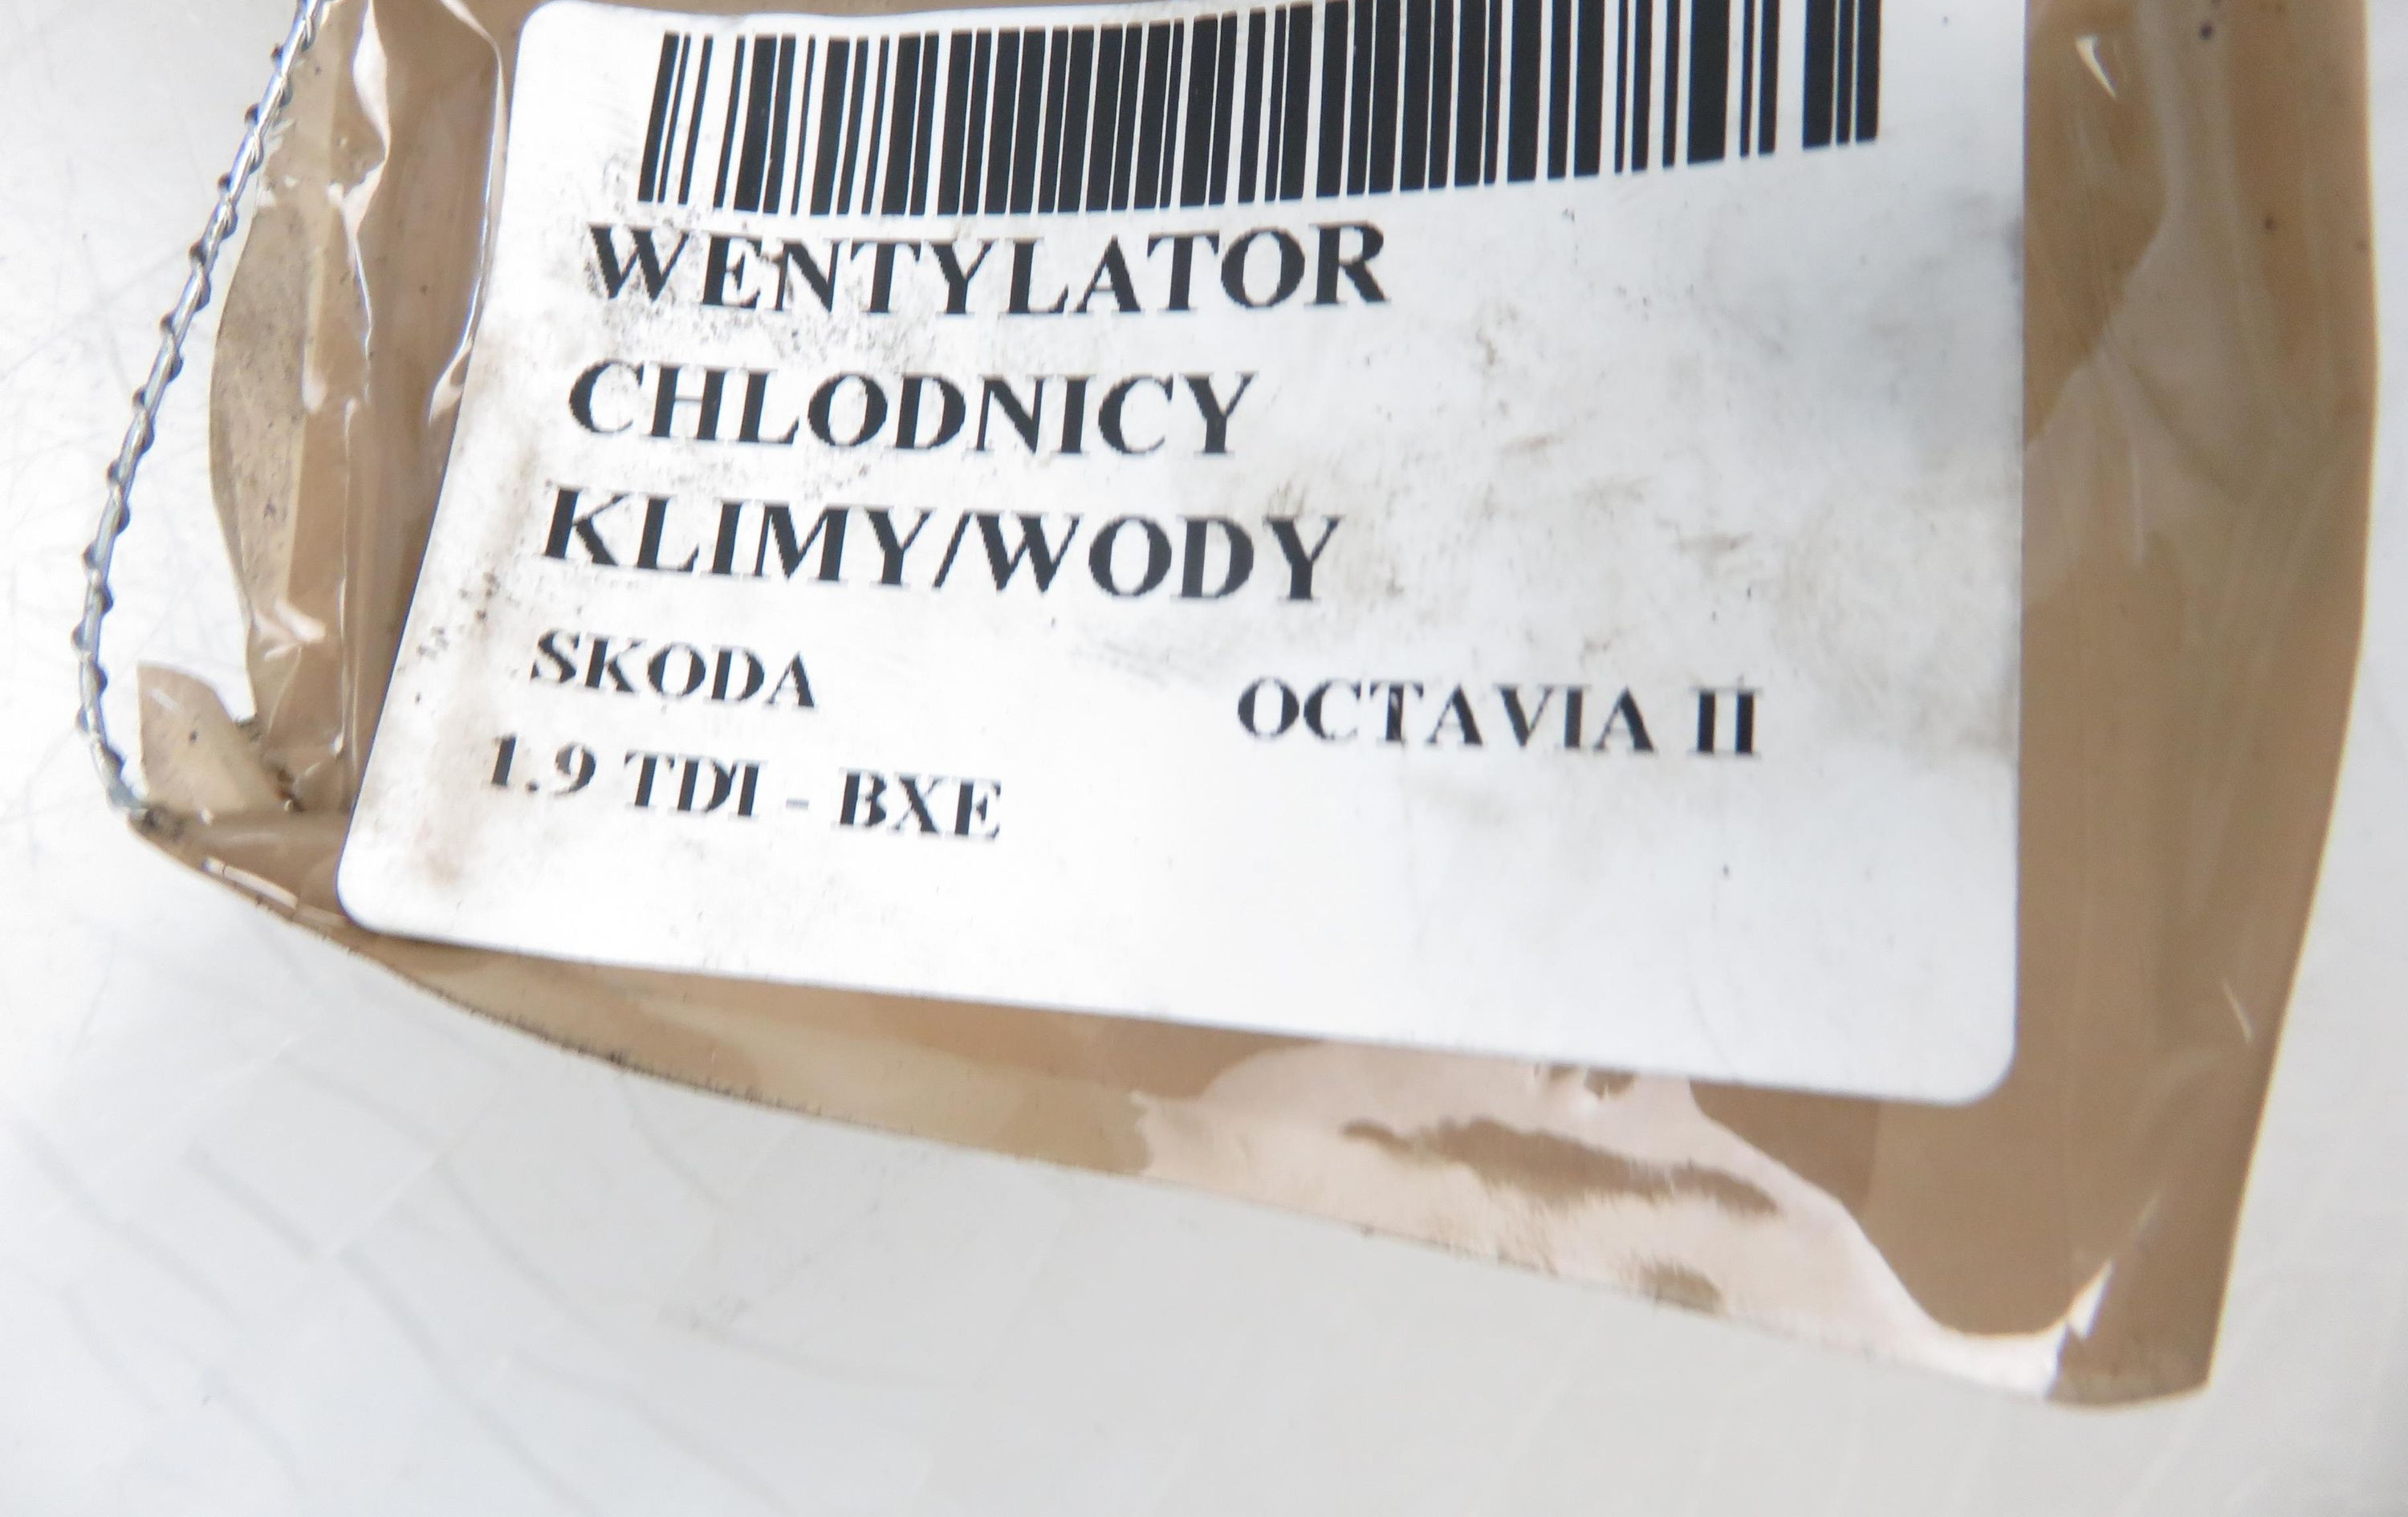 WENTYLATOR
CHLODNICY
KLIMY/WODY
SKODA OCTAVIA II
1.9 TDI - BXE